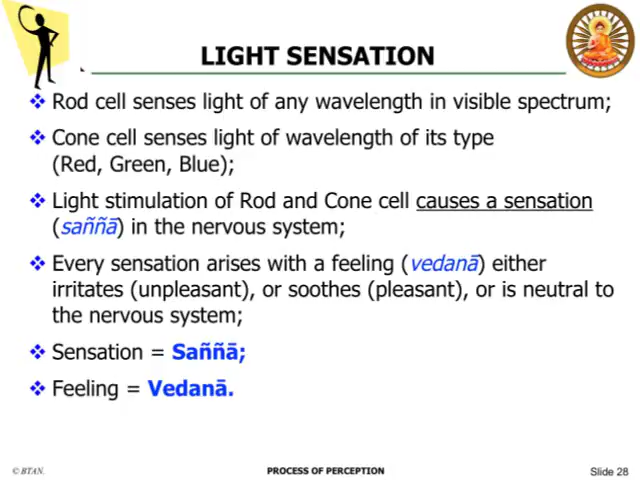 LIGHT SENSATION
❖ Rod cell senses light of any wavelength in visible spectrum;
❖ Cone cell senses light of wavelength of its type
(Red, Green, Blue);
❖ Light stimulation of Rod and Cone cell causes a sensation
(saññā) in the nervous system;
❖ Every sensation arises with a feeling (vedanā) either
irritates (unpleasant), or soothes (pleasant), or is neutral to
the nervous system;
❖ Sensation = Saññā;
❖ Feeling = Vedanā.
© BTAN.
PROCESS OF PERCEPTION
Slide 28